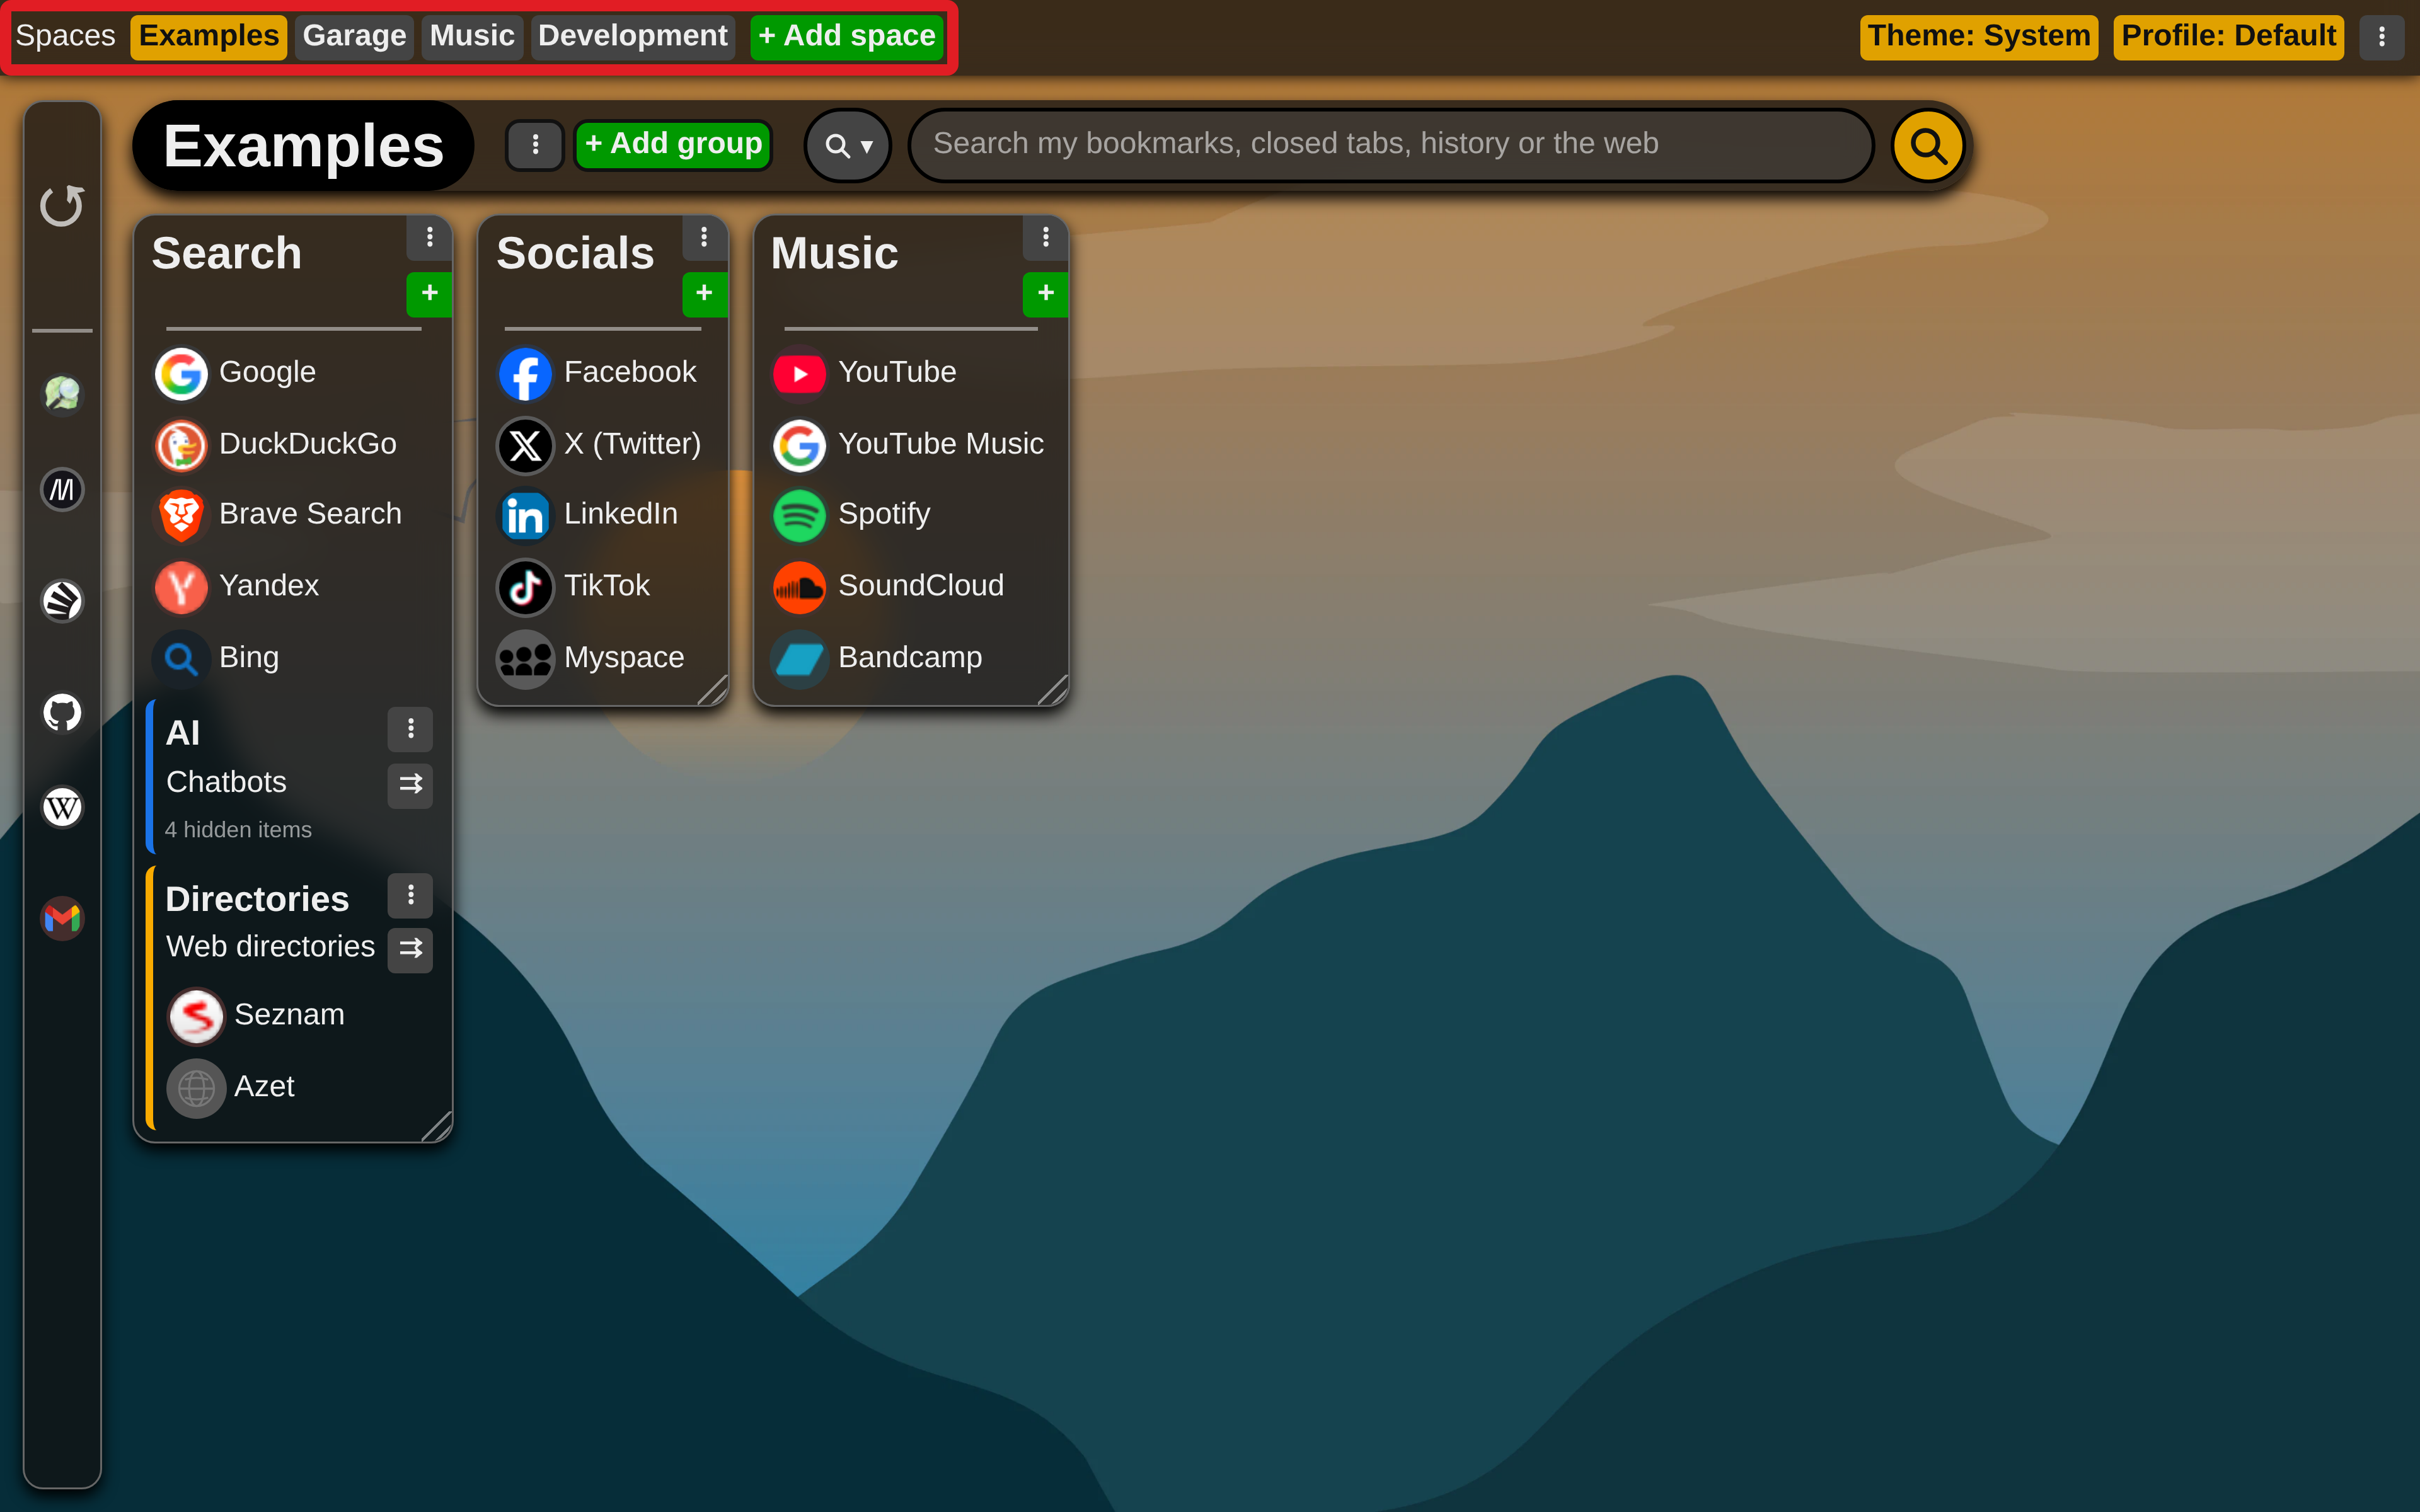 Spaces Examples Garage Music Development + Add space Theme: System Profile: Default
Examples + Add group Search my bookmarks, closed tabs, history or the web
Search
Google
DuckDuckGo
Brave Search
Yandex
Bing
AI
Chatbots
4 hidden items
Directories
Web directories
Seznam
Azet
Socials
Facebook
X (Twitter)
LinkedIn
TikTok
Myspace
Music
YouTube
YouTube Music
Spotify
SoundCloud
Bandcamp